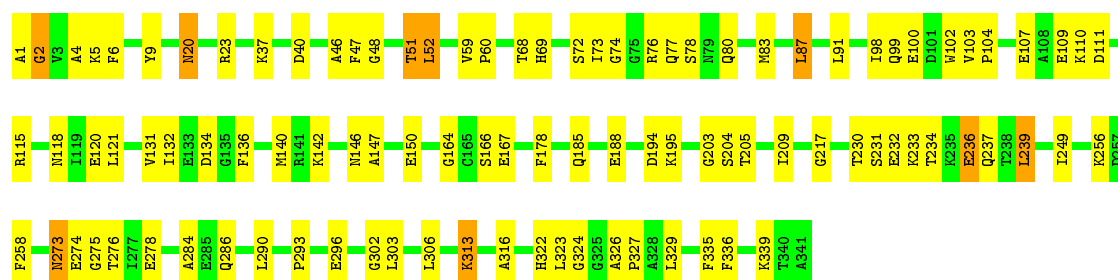 A1 G2 V3 A4 K5 F6 Y9 N20 R23 K37 D40 A46 F47 G48 T51 L52 V59 P60 T68 H69 S72 I73 G74 G75 R76 Q77 S78 N79 Q80 M83 L87 L91 I98 Q99 E100 D101 W102 V103 P104 E107 A108 E109 K110 D111
R115 N118 I119 E120 L121 V131 I132 E133 D134 G135 F136 M140 R141 K142 N146 A147 E150 G164 C165 S166 E167 F178 Q185 E188 D194 K195 G203 S204 T205 I209 G217 T230 S231 E232 K233 T234 K235 E236 Q237 T238 L239 I249 K256
F258 N273 E274 G275 T276 I277 E278 A284 E285 Q286 L290 P293 E296 G302 L303 L306 K313 A316 H322 L323 G324 G325 A326 P327 A328 L329 F335 F336 K339 T340 A341